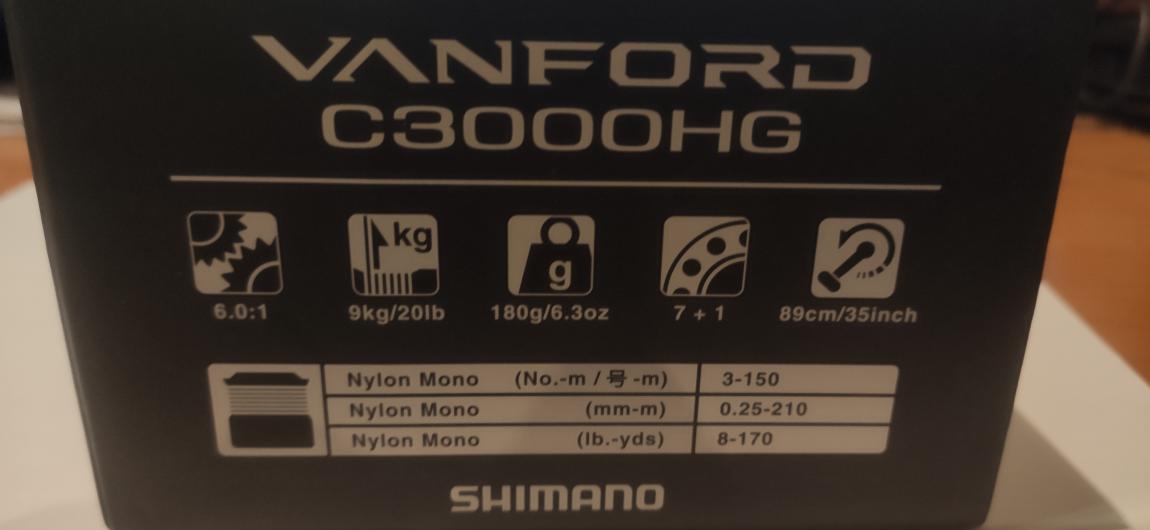 VANFORD
C3000HG
kg
g
6.0:1 9kg/20lb 180g/6.3oz 7 + 1 89cm/35inch
Nylon Mono (No.-m / 号 -m) 3-150
Nylon Mono (mm-m) 0.25-210
Nylon Mono (lb.-yds) 8-170
SHIMANO